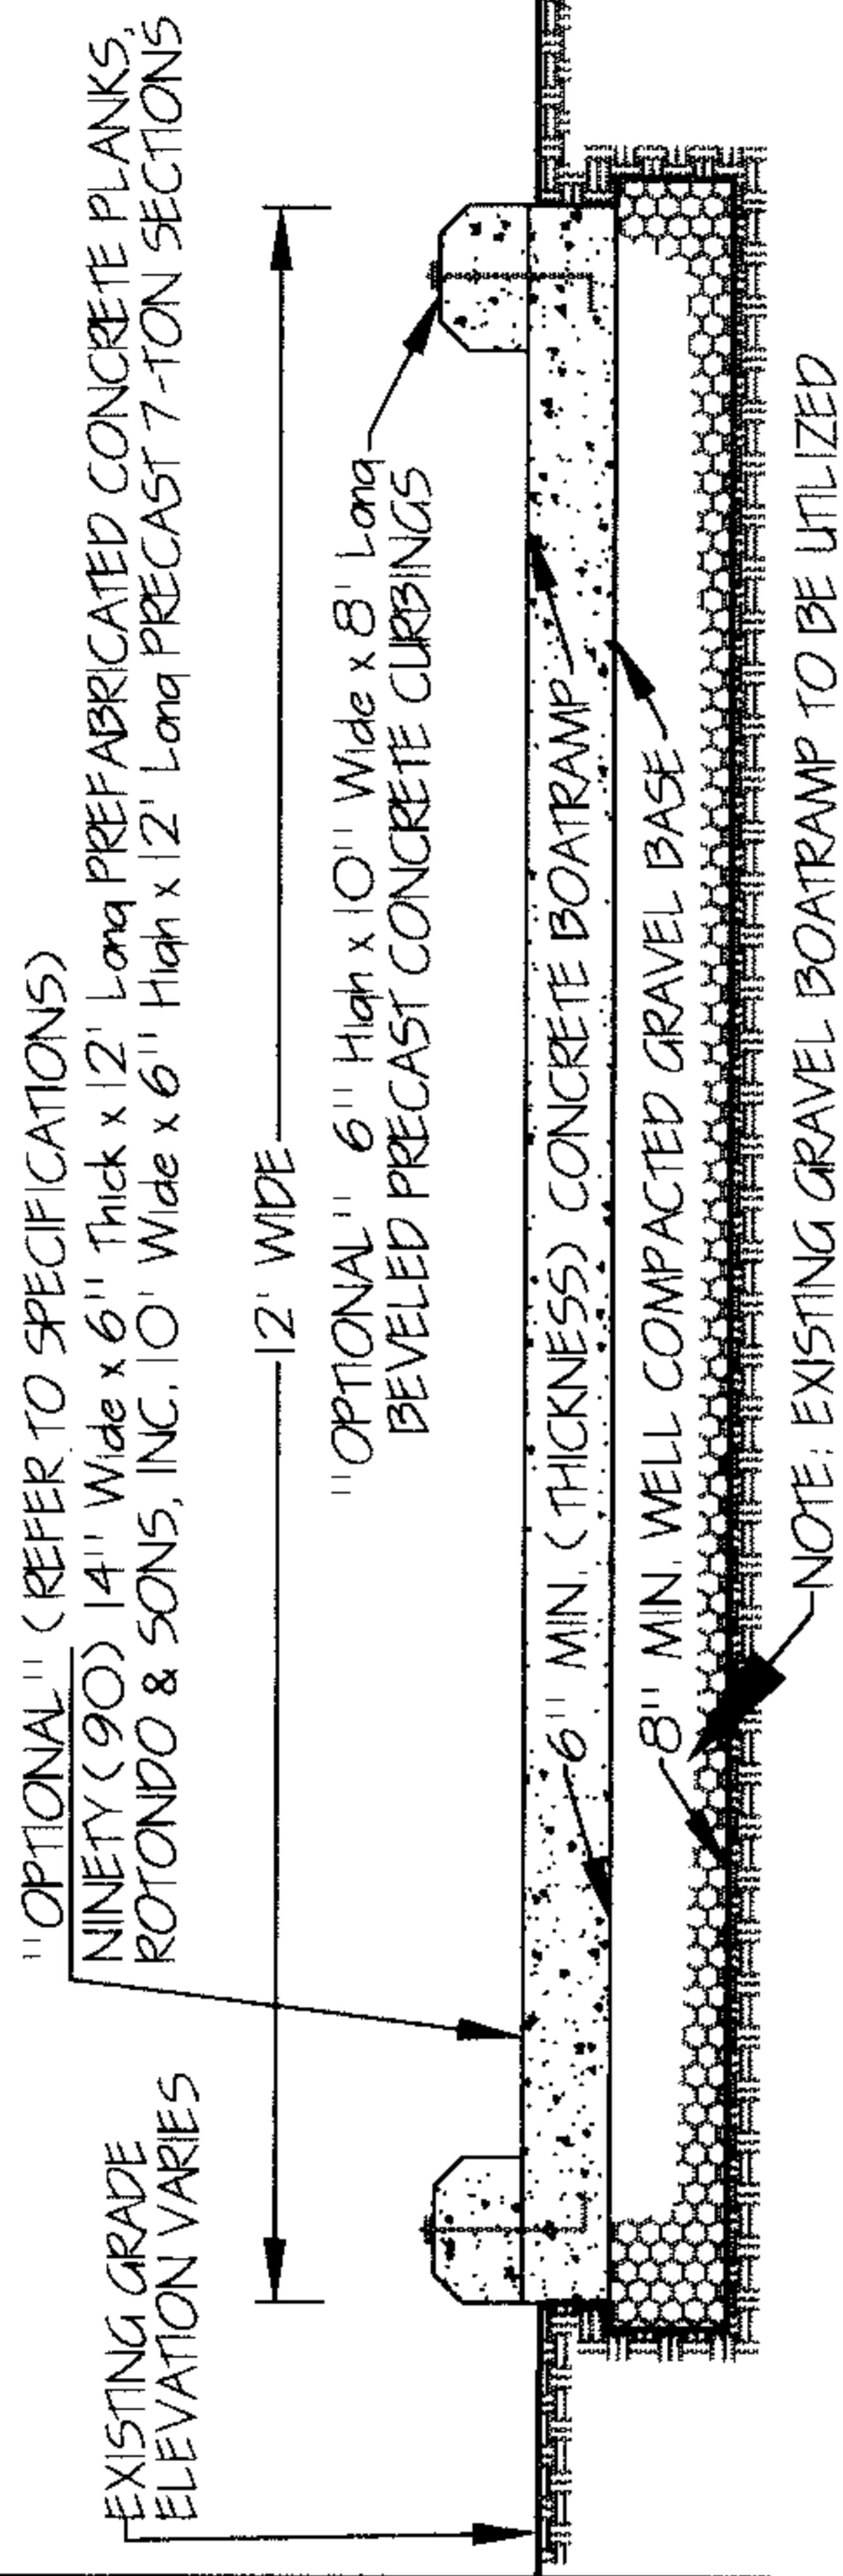 "OPTIONAL" (REFER TO SPECIFICATIONS)
NINETY (90) 14" Wide x 6" Thick x 12' Long PREFABRICATED CONCRETE PLANKS,
ROTONDO & SONS, INC. 10' Wide x 6" High x 12' Long PRECAST 7-TON SECTIONS
EXISTING GRADE
ELEVATION VARIES
12' WIDE
"OPTIONAL" 6" High x 10" Wide x 8' Long
BEVELED PRECAST CONCRETE CURBINGS
6" MIN. (THICKNESS) CONCRETE BOATRAMP
8" MIN. WELL COMPACTED GRAVEL BASE
NOTE: EXISTING GRAVEL BOATRAMP TO BE UTILIZED